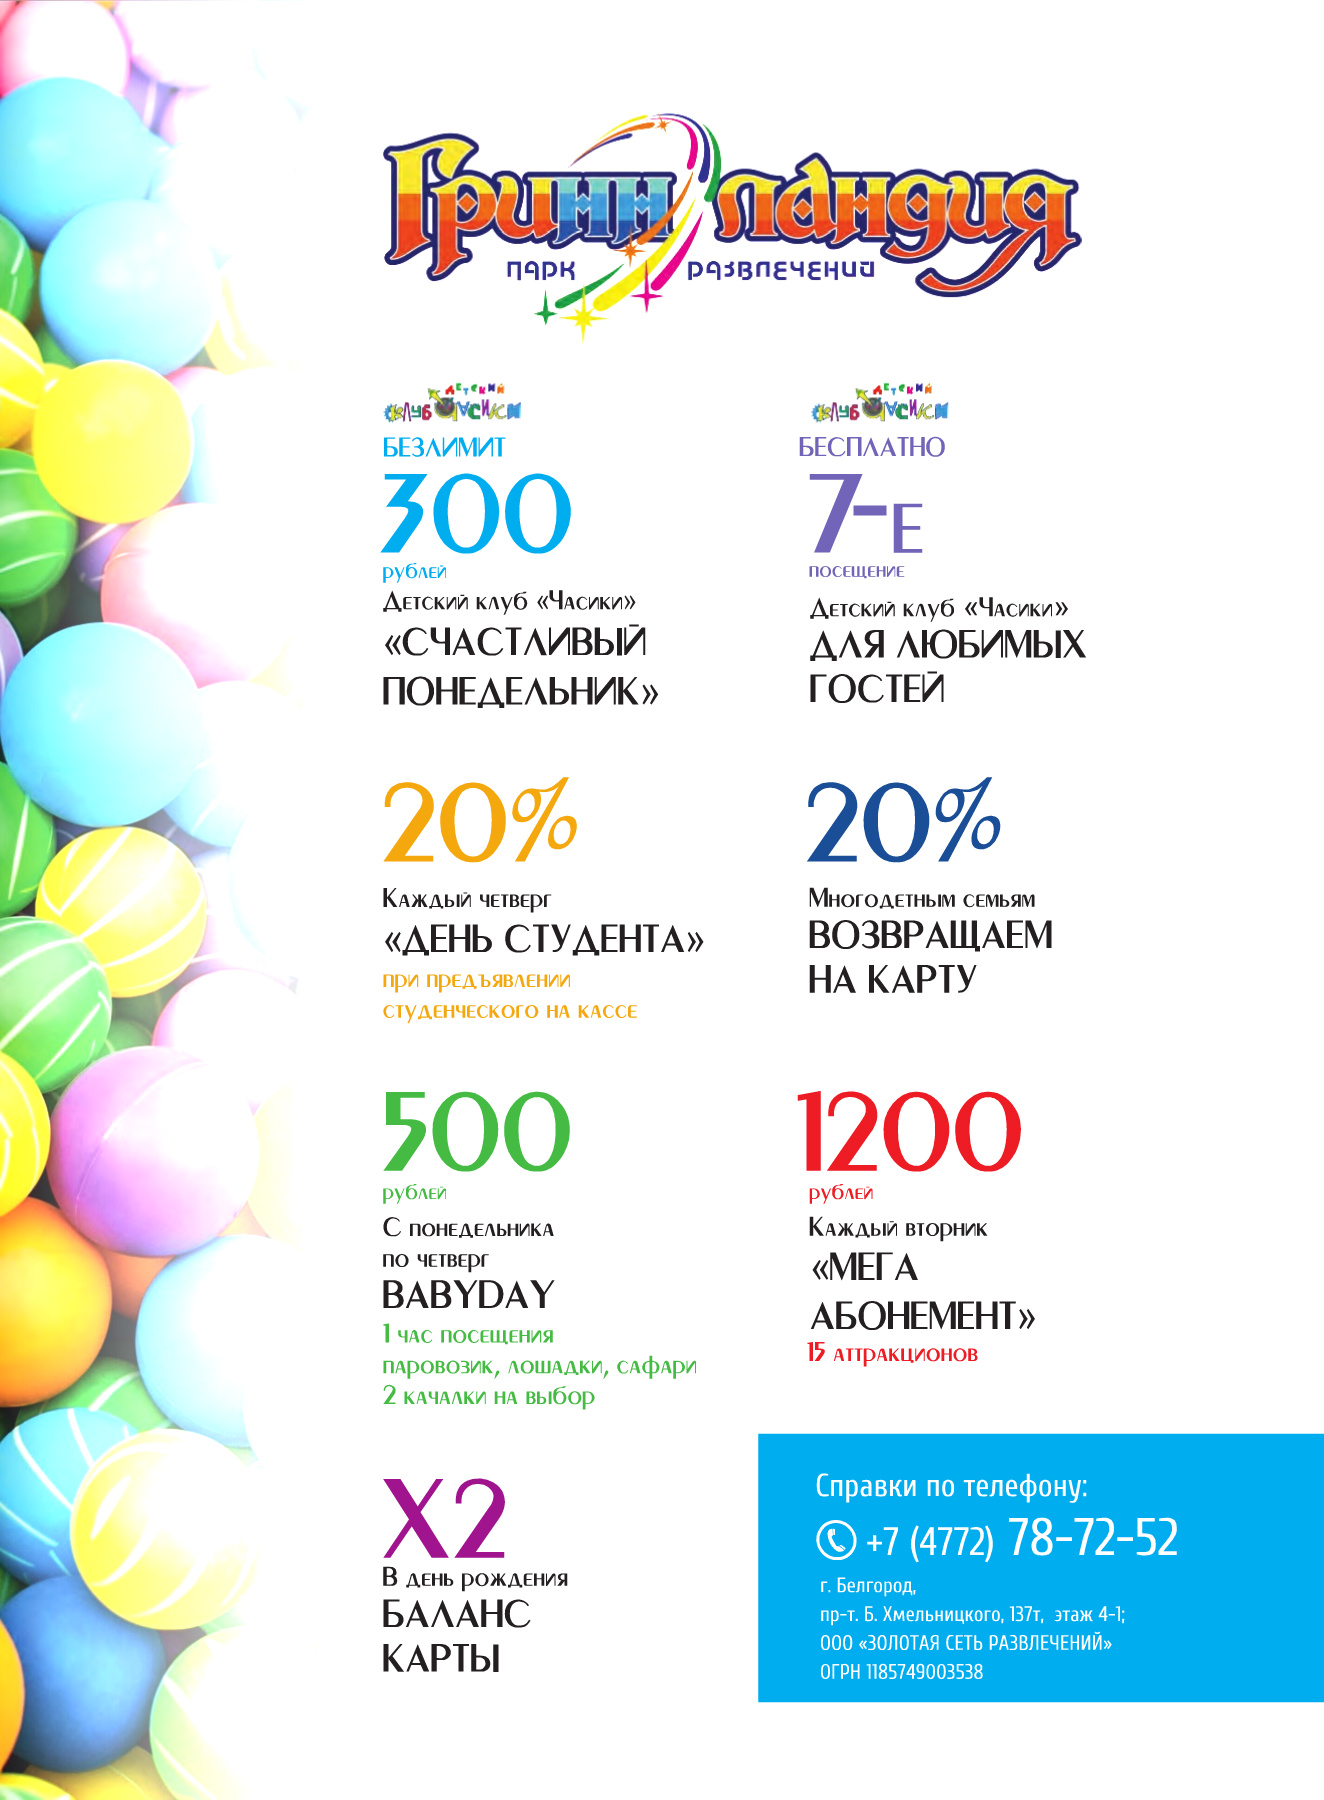 Гринн ландия
ПАРК РАЗВЛЕЧЕНИЙ
ДЕТСКИЙ
КЛУБ ЧАСИКИ
БЕЗЛИМИТ
300
рублей
Детский клуб «Часики»
«СЧАСТЛИВЫЙ
ПОНЕДЕЛЬНИК»
ДЕТСКИЙ
КЛУБ ЧАСИКИ
БЕСПЛАТНО
7-Е
посещение
Детский клуб «Часики»
ДЛЯ ЛЮБИМЫХ
ГОСТЕЙ
20%
Каждый четверг
«ДЕНЬ СТУДЕНТА»
при предъявлении
студенческого на кассе
20%
Многодетным семьям
ВОЗВРАЩАЕМ
НА КАРТУ
500
рублей
С понедельника
по четверг
BABYDAY
1 час посещения
паровозик, лошадки, сафари
2 качалки на выбор
1200
рублей
Каждый вторник
«МЕГА
АБОНЕМЕНТ»
15 аттракционов
X2
В день рождения
БАЛАНС
КАРТЫ
Справки по телефону:
+7 (4772) 78-72-52
г. Белгород,
пр-т. Б. Хмельницкого, 137т, этаж 4-1;
ООО «ЗОЛОТАЯ СЕТЬ РАЗВЛЕЧЕНИЙ»
ОГРН 1185749003538